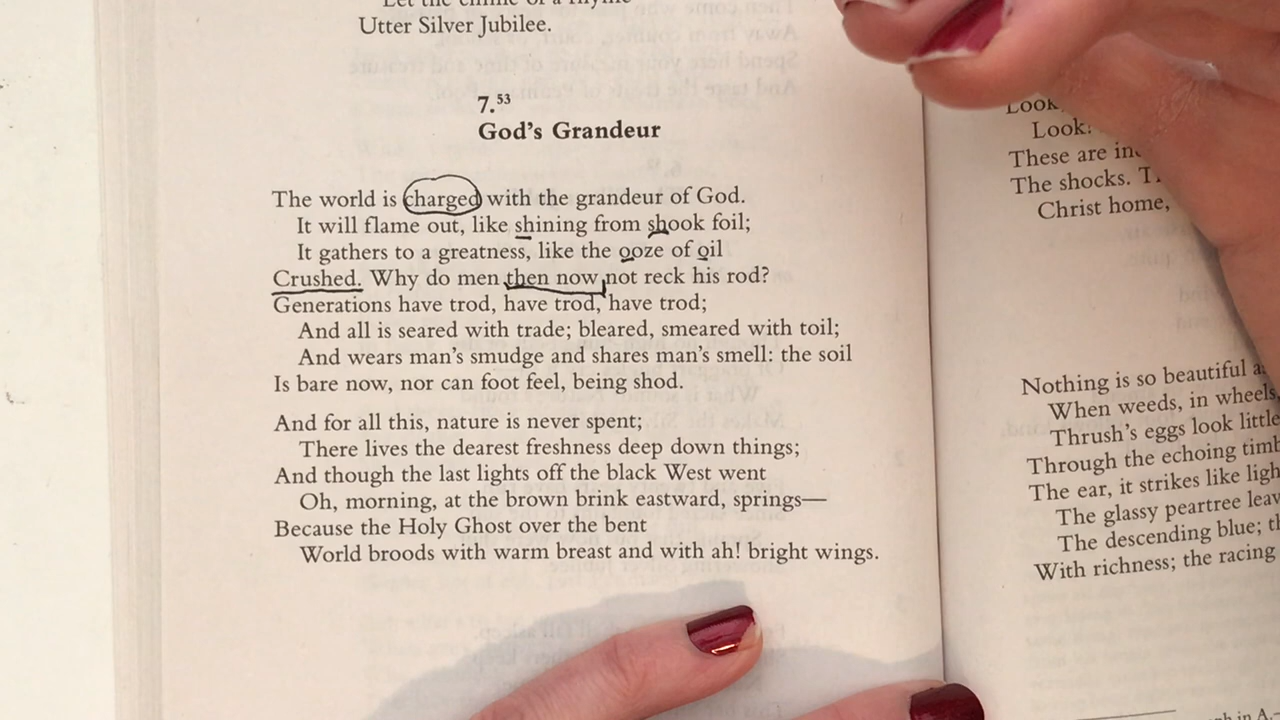 Utter Silver Jubilee.
7.53
God's Grandeur
The world is charged with the grandeur of God.
It will flame out, like shining from shook foil;
It gathers to a greatness, like the ooze of oil
Crushed. Why do men then now not reck his rod?
Generations have trod, have trod, have trod;
And all is seared with trade; bleared, smeared with toil;
And wears man's smudge and shares man's smell: the soil
Is bare now, nor can foot feel, being shod.
And for all this, nature is never spent;
There lives the dearest freshness deep down things;
And though the last lights off the black West went
Oh, morning, at the brown brink eastward, springs—
Because the Holy Ghost over the bent
World broods with warm breast and with ah! bright wings.
Look
Look!
These are
The shocks.
Christ home,
Nothing is so beautiful
When weeds, in wheels,
Thrush's eggs look little
Through the echoing
The ear, it strikes like
The glassy peartree
The descending blue;
With richness; the racing